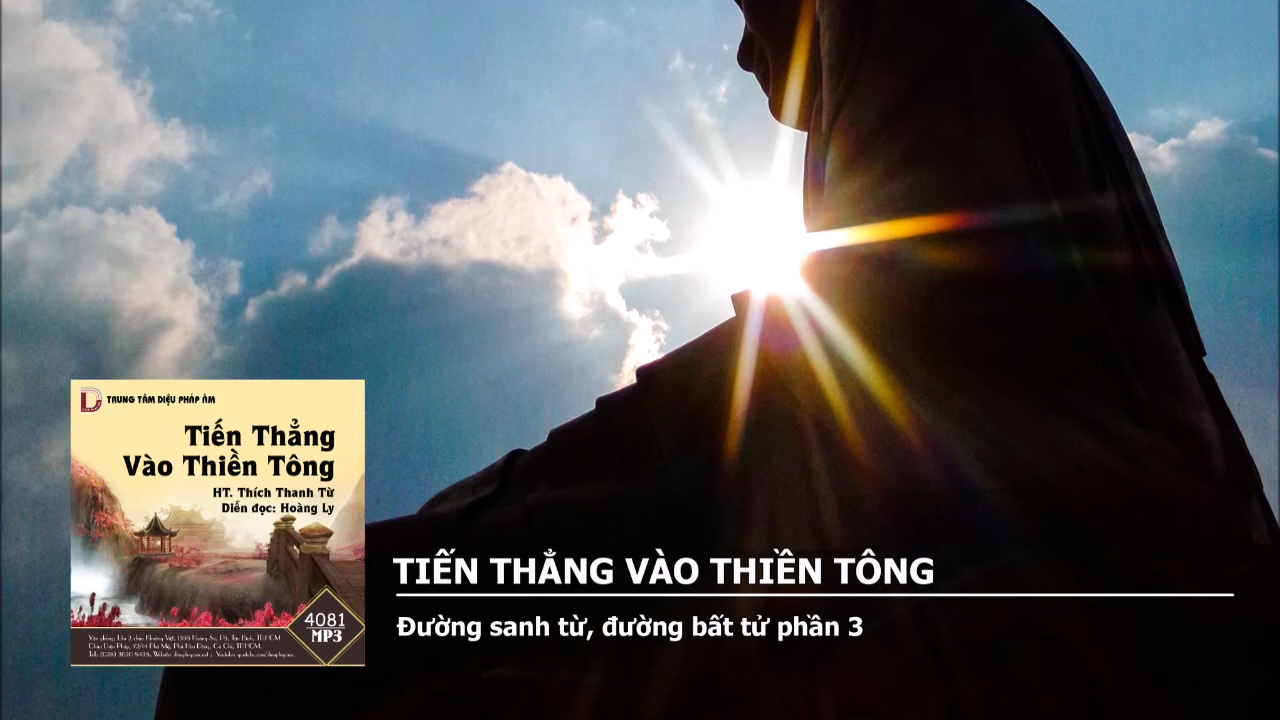 TRUNG TÂM DIỆU PHÁP ÂM
Tiến Thẳng
Vào Thiền Tông
HT. Thích Thanh Từ
Diễn đọc: Hoàng Ly
4081
MP3
TIẾN THẲNG VÀO THIỀN TÔNG
Đường sanh từ, đường bất tử phần 3